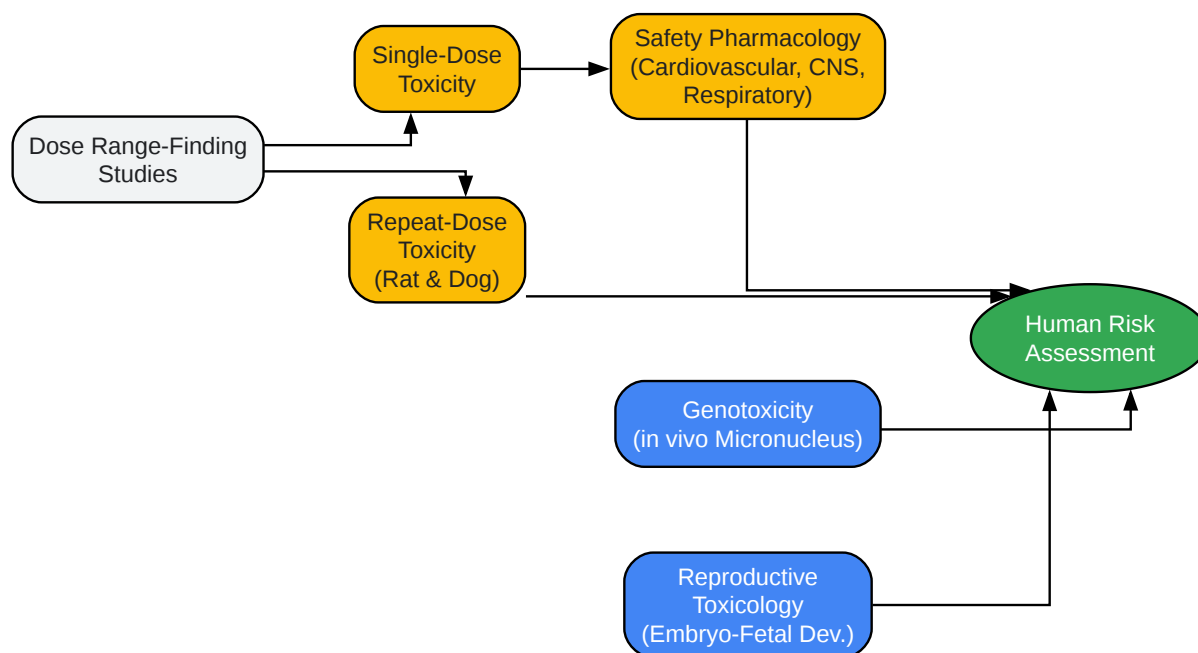 Single-Dose
Toxicity
Safety Pharmacology
(Cardiovascular, CNS,
Respiratory)
Dose Range-Finding
Studies
Repeat-Dose
Toxicity
(Rat & Dog)
Human Risk
Assessment
Genotoxicity
(in vivo Micronucleus)
Reproductive
Toxicology
(Embryo-Fetal Dev.)